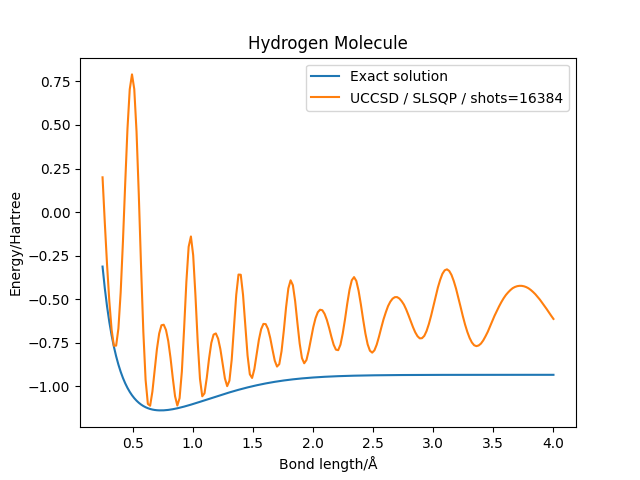 Hydrogen Molecule
Exact solution
UCCSD / SLSQP / shots=16384
Energy/Hartree
0.75
0.50
0.25
0.00
−0.25
−0.50
−0.75
−1.00
0.5 1.0 1.5 2.0 2.5 3.0 3.5 4.0
Bond length/Å